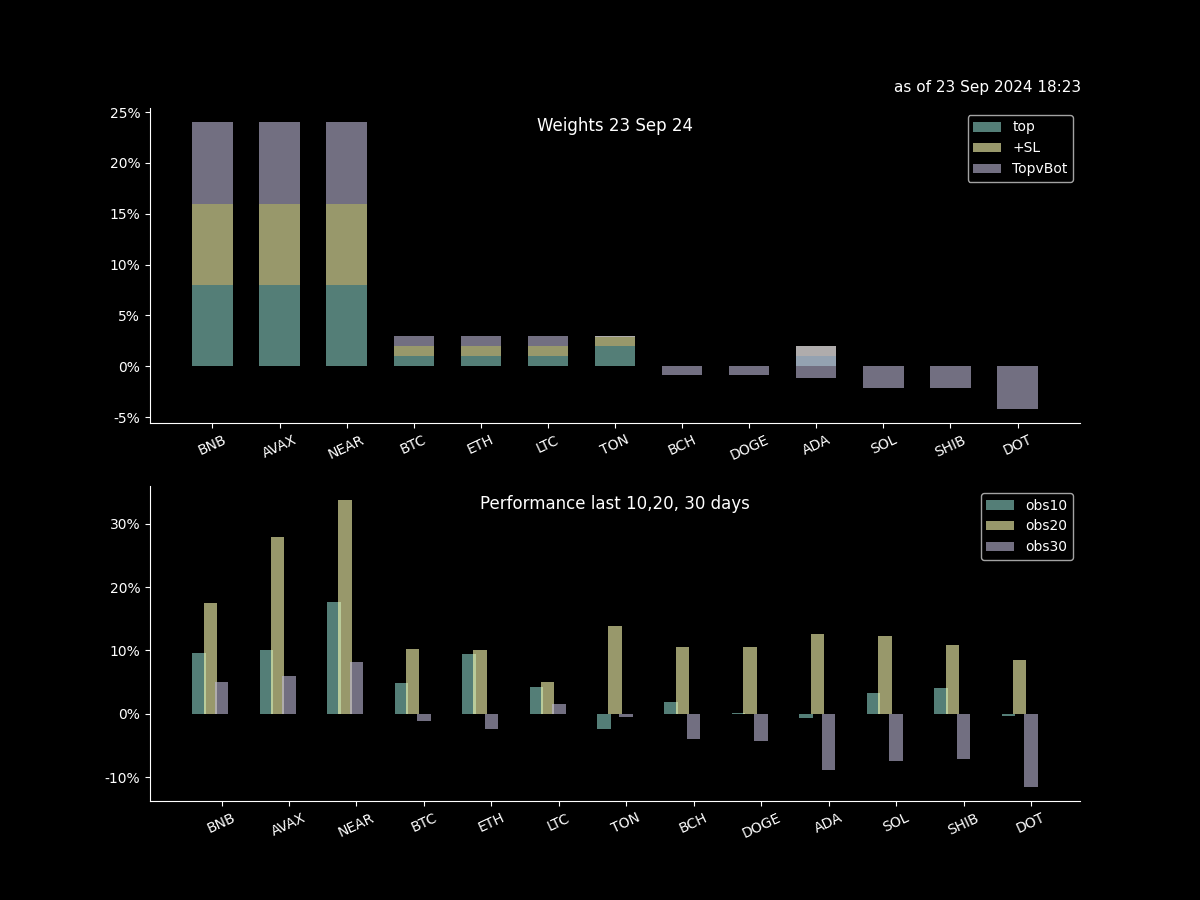 as of 23 Sep 2024 18:23
Weights 23 Sep 24
top
+SL
TopvBot
25%
20%
15%
10%
5%
0%
-5%
BNB AVAX NEAR BTC ETH LTC TON BCH DOGE ADA SOL SHIB DOT
Performance last 10,20, 30 days
obs10
obs20
obs30
30%
20%
10%
0%
-10%
BNB AVAX NEAR BTC ETH LTC TON BCH DOGE ADA SOL SHIB DOT